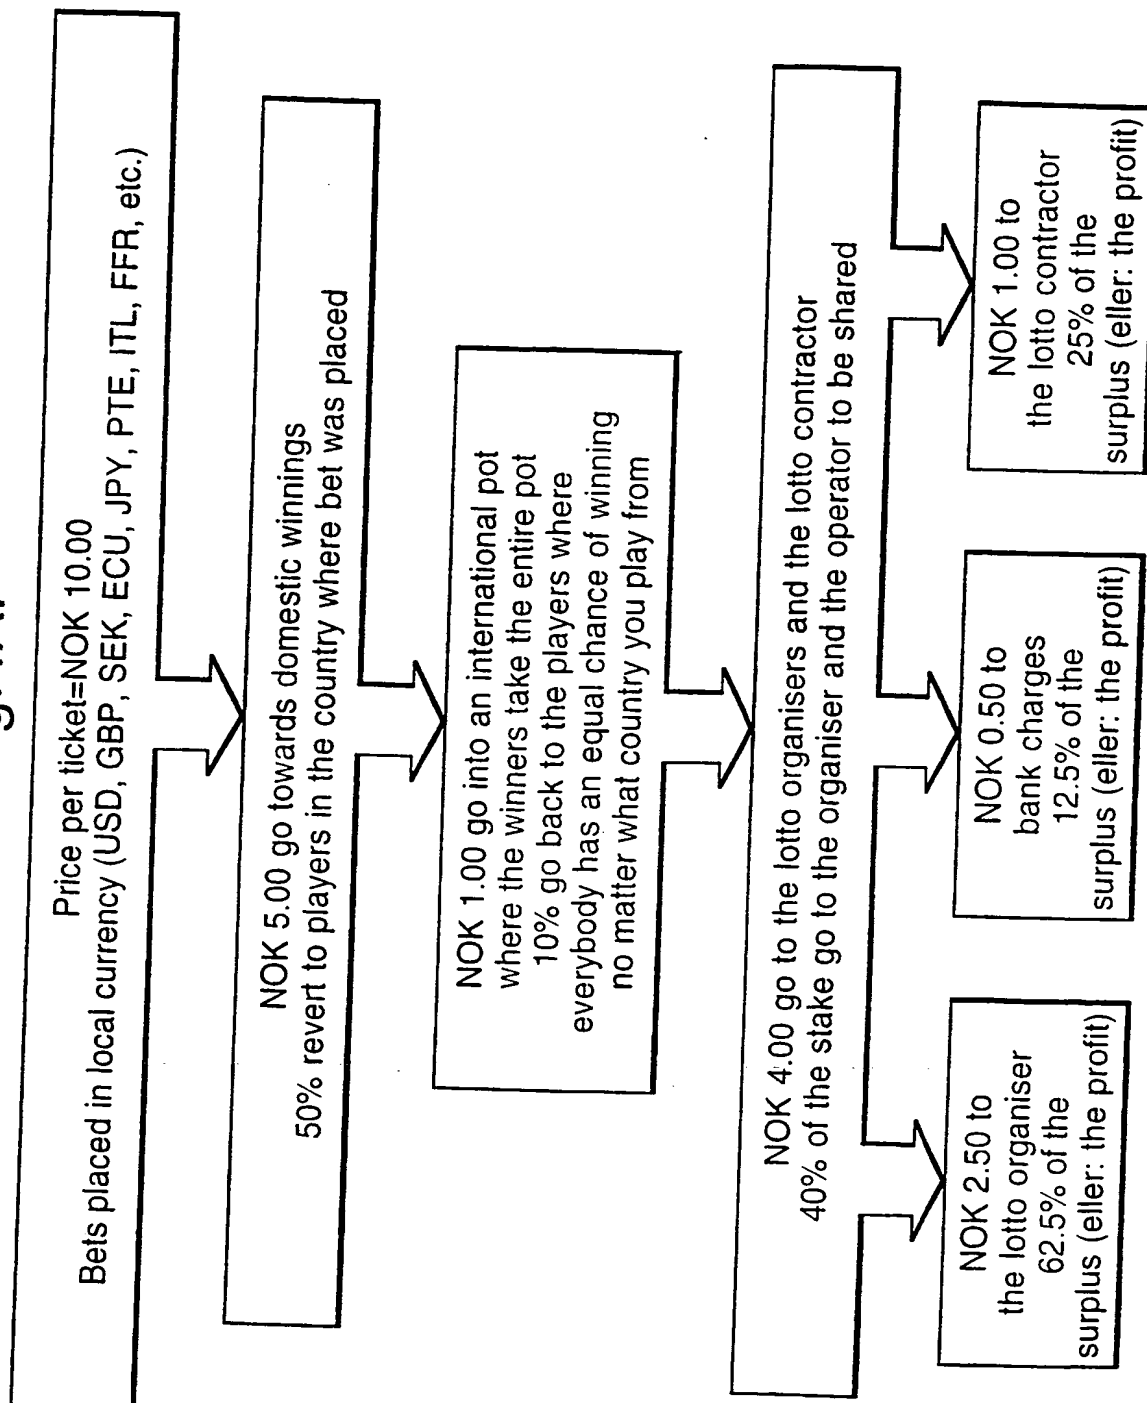 Price per ticket=NOK 10.00
Bets placed in local currency (USD, GBP, SEK, ECU, JPY, PTE, ITL, FFR, etc.)
NOK 5.00 go towards domestic winnings
50% revert to players in the country where bet was placed
NOK 1.00 go into an international pot
where the winners take the entire pot
10% go back to the players where
everybody has an equal chance of winning
no matter what country you play from
NOK 4.00 go to the lotto organisers and the lotto contractor
40% of the stake go to the organiser and the operator to be shared
NOK 2.50 to
the lotto organiser
62.5% of the
surplus (eller: the profit)
NOK 0.50 to
bank charges
12.5% of the
surplus (eller: the profit)
NOK 1.00 to
the lotto contractor
25% of the
surplus (eller: the profit)